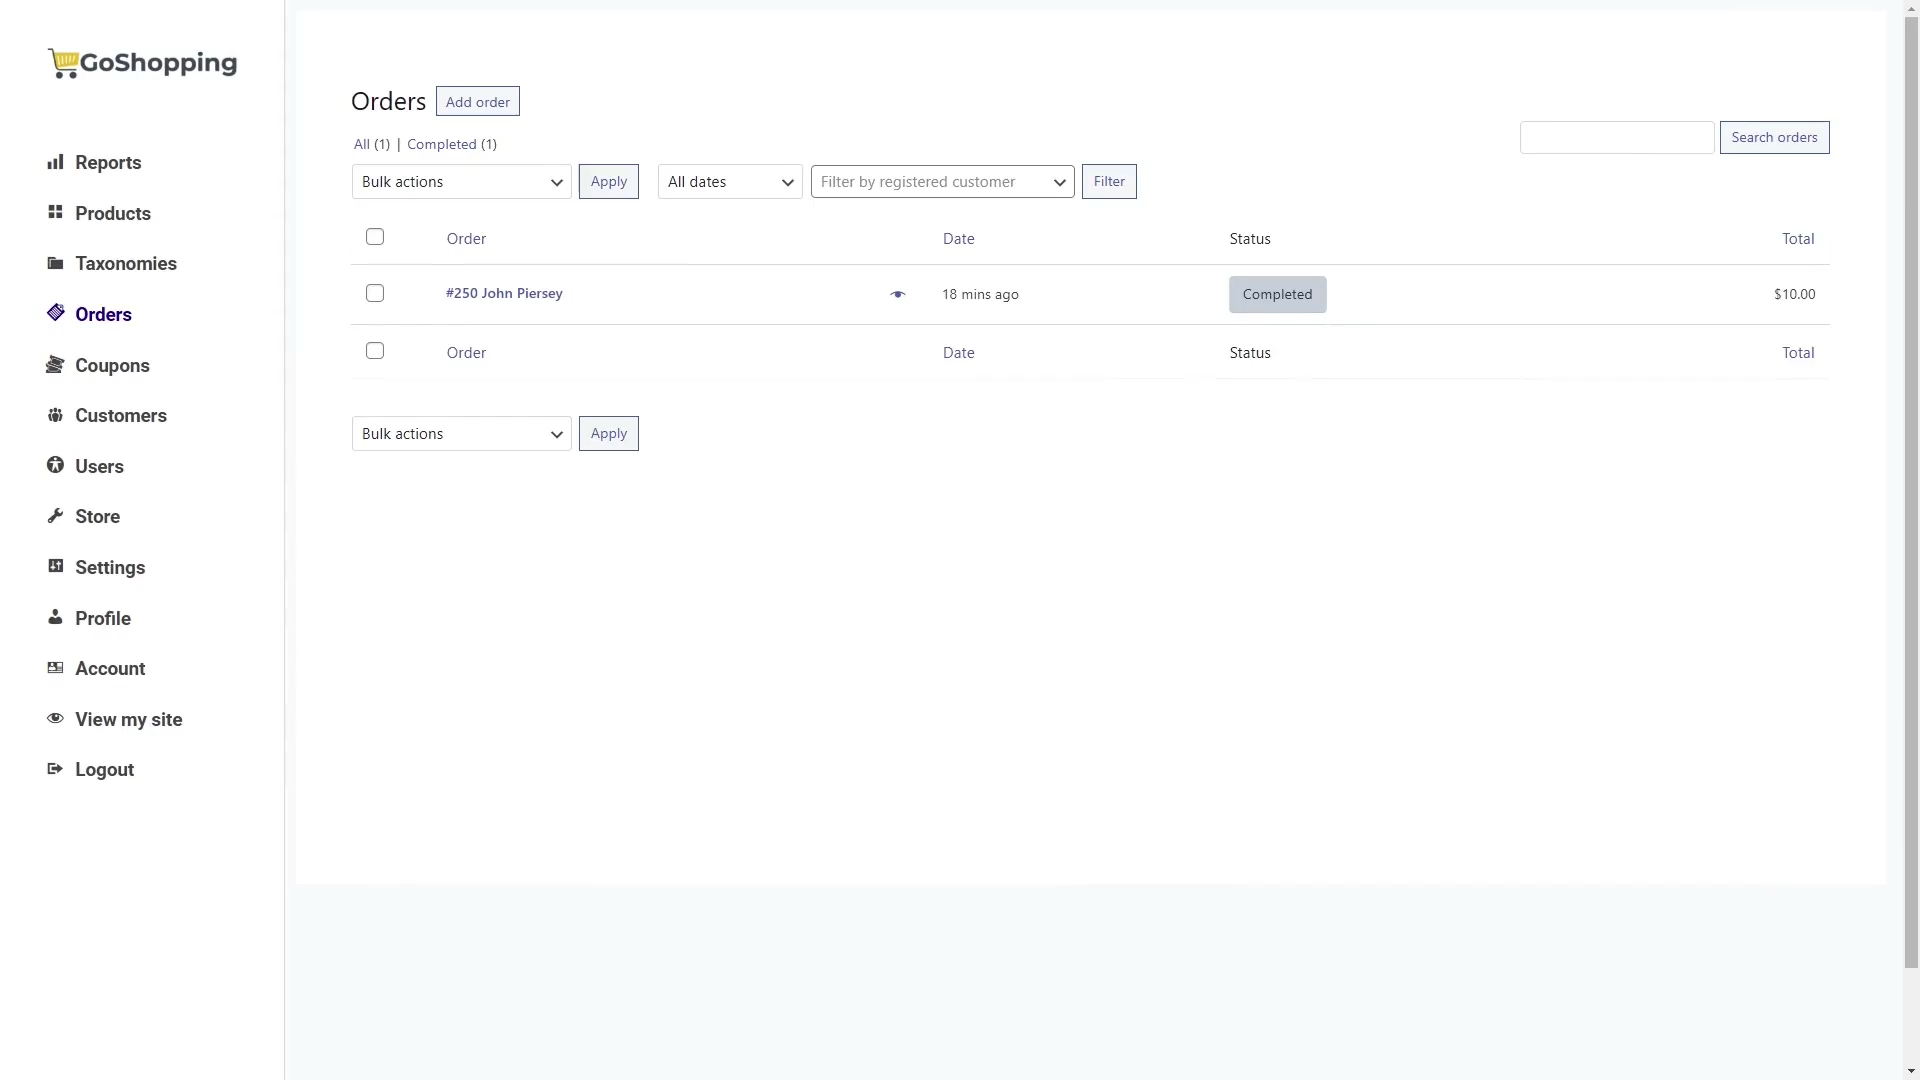 GoShopping
Reports
Products
Taxonomies
Orders
Coupons
Customers
Users
Store
Settings
Profile
Account
View my site
Logout
Orders Add order
All (1) | Completed (1)
Search orders
Bulk actions Apply All dates Filter by registered customer Filter
Order Date Status Total
#250 John Piersey 18 mins ago Completed $10.00
Order Date Status Total
Bulk actions Apply